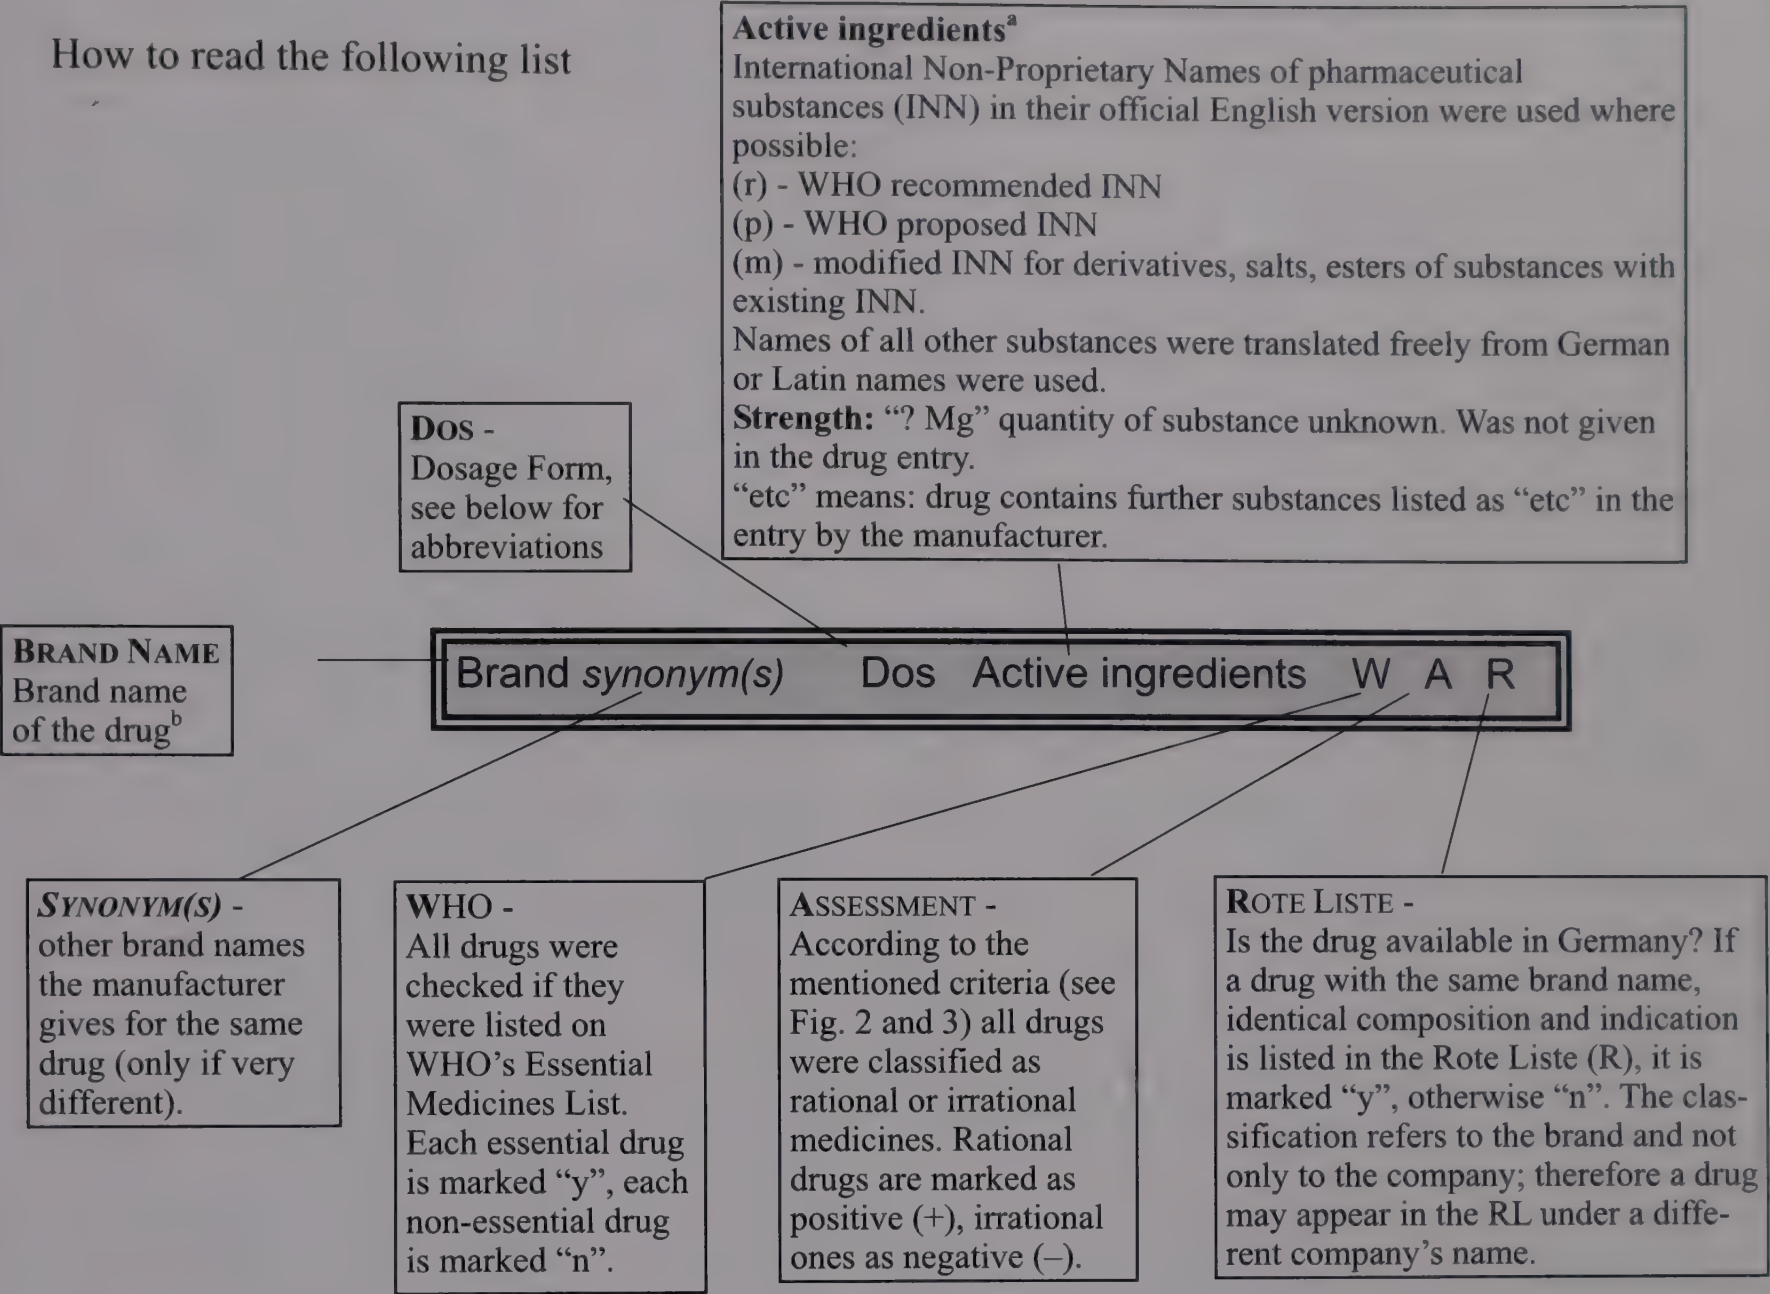 How to read the following list
Active ingredientsᵃ
International Non-Proprietary Names of pharmaceutical
substances (INN) in their official English version were used where
possible:
(r) - WHO recommended INN
(p) - WHO proposed INN
(m) - modified INN for derivatives, salts, esters of substances with
existing INN.
Names of all other substances were translated freely from German
or Latin names were used.
Strength: “? Mg” quantity of substance unknown. Was not given
in the drug entry.
“etc” means: drug contains further substances listed as “etc” in the
entry by the manufacturer.
DOS -
Dosage Form,
see below for
abbreviations
BRAND NAME
Brand name
of the drugᵇ
Brand synonym(s) Dos Active ingredients W A R
SYNONYM(S) -
other brand names
the manufacturer
gives for the same
drug (only if very
different).
WHO -
All drugs were
checked if they
were listed on
WHO’s Essential
Medicines List.
Each essential drug
is marked “y”, each
non-essential drug
is marked “n”.
ASSESSMENT -
According to the
mentioned criteria (see
Fig. 2 and 3) all drugs
were classified as
rational or irrational
medicines. Rational
drugs are marked as
positive (+), irrational
ones as negative (–).
ROTE LISTE -
Is the drug available in Germany? If
a drug with the same brand name,
identical composition and indication
is listed in the Rote Liste (R), it is
marked “y”, otherwise “n”. The clas-
sification refers to the brand and not
only to the company; therefore a drug
may appear in the RL under a diffe-
rent company’s name.